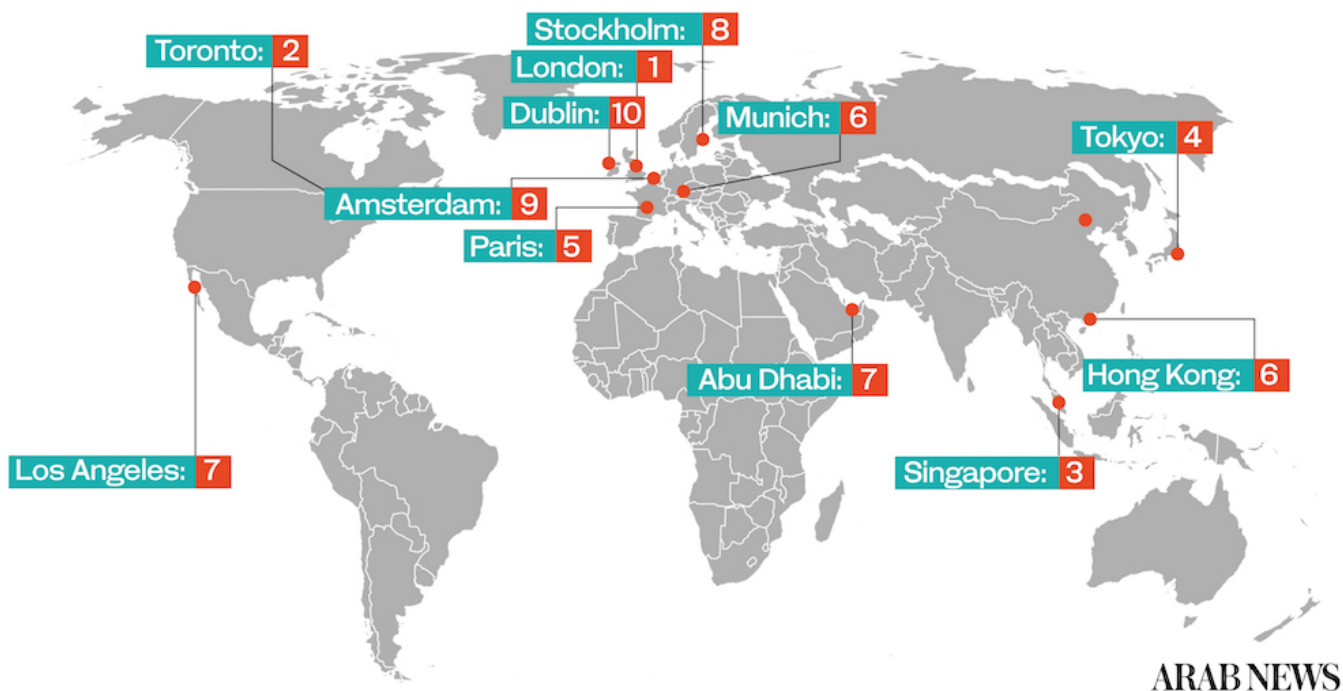 Stockholm: 8
Toronto: 2
London: 1
Dublin: 10
Munich: 6
Tokyo: 4
Amsterdam: 9
Paris: 5
Abu Dhabi: 7
Hong Kong: 6
Los Angeles: 7
Singapore: 3
ARAB NEWS